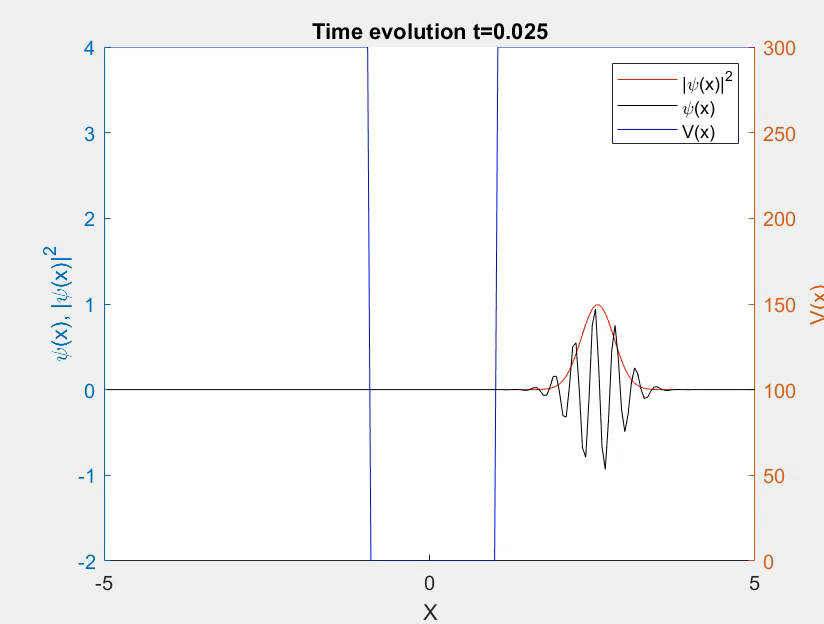 Time evolution t=0.025
4
3
2
1
0
-1
-2
ψ(x), |ψ(x)|²
300
250
200
150
100
50
0
V(x)
|ψ(x)|²
ψ(x)
V(x)
-5
0
5
X